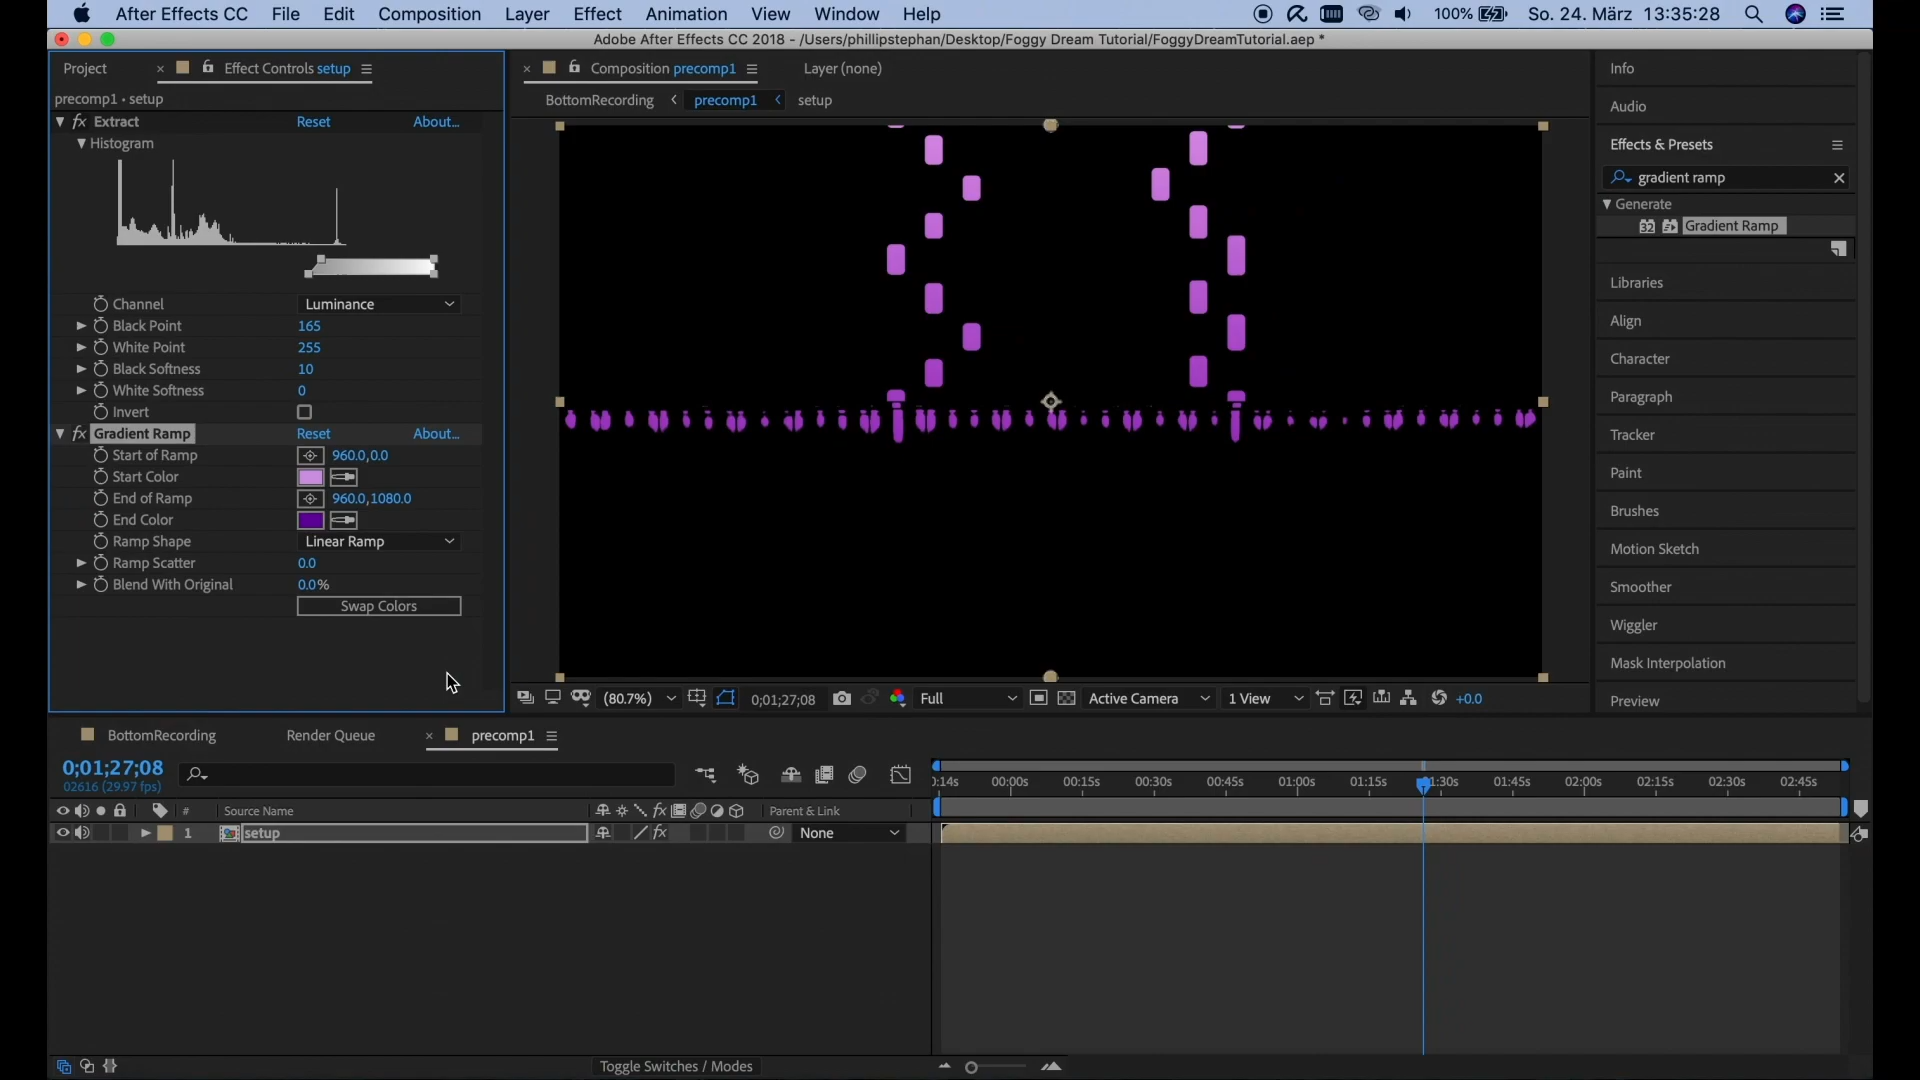 After Effects CC File Edit Composition Layer Effect Animation View Window Help 100% So. 24. März 13:35:28
Adobe After Effects CC 2018 - /Users/phillipstephan/Desktop/Foggy Dream Tutorial/FoggyDreamTutorial.aep *
Project × Effect Controls setup
precomp1 • setup
fx Extract Reset About...
Histogram
Channel Luminance
Black Point 165
White Point 255
Black Softness 10
White Softness 0
Invert
fx Gradient Ramp Reset About...
Start of Ramp 960.0,0.0
Start Color
End of Ramp 960.0,1080.0
End Color
Ramp Shape Linear Ramp
Ramp Scatter 0.0
Blend With Original 0.0%
Swap Colors
× Composition precomp1 Layer (none)
BottomRecording < precomp1 < setup
(80.7%) 0;01;27;08 Full Active Camera 1 View +0.0
Info
Audio
Effects & Presets
gradient ramp ×
Generate
32 Gradient Ramp
Libraries
Align
Character
Paragraph
Tracker
Paint
Brushes
Motion Sketch
Smoother
Wiggler
Mask Interpolation
Preview
BottomRecording Render Queue × precomp1
0;01;27;08
02616 (29.97 fps)
):14s 00:00s 00:15s 00:30s 00:45s 01:00s 01:15s 01:30s 01:45s 02:00s 02:15s 02:30s 02:45s
# Source Name fx Parent & Link
1 setup fx None
Toggle Switches / Modes